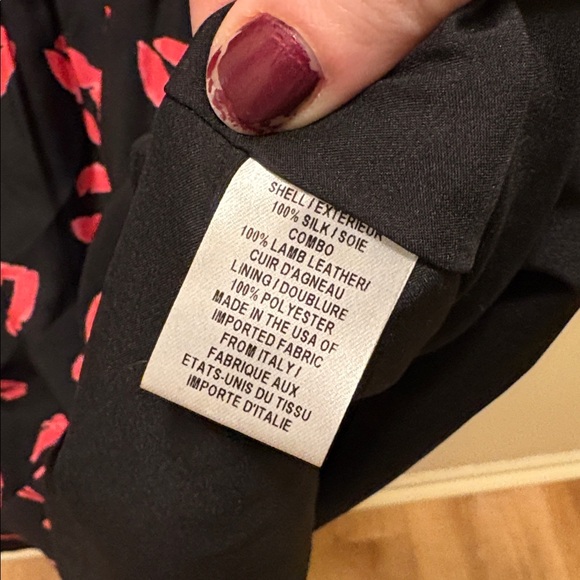 SHELL / EXTERIEUR
100% SILK / SOIE
COMBO
100% LAMB LEATHER/
CUIR D'AGNEAU
LINING / DOUBLURE
100% POLYESTER
MADE IN THE USA OF
IMPORTED FABRIC
FROM ITALY /
FABRIQUE AUX
ETATS-UNIS DU TISSU
IMPORTE D'ITALIE